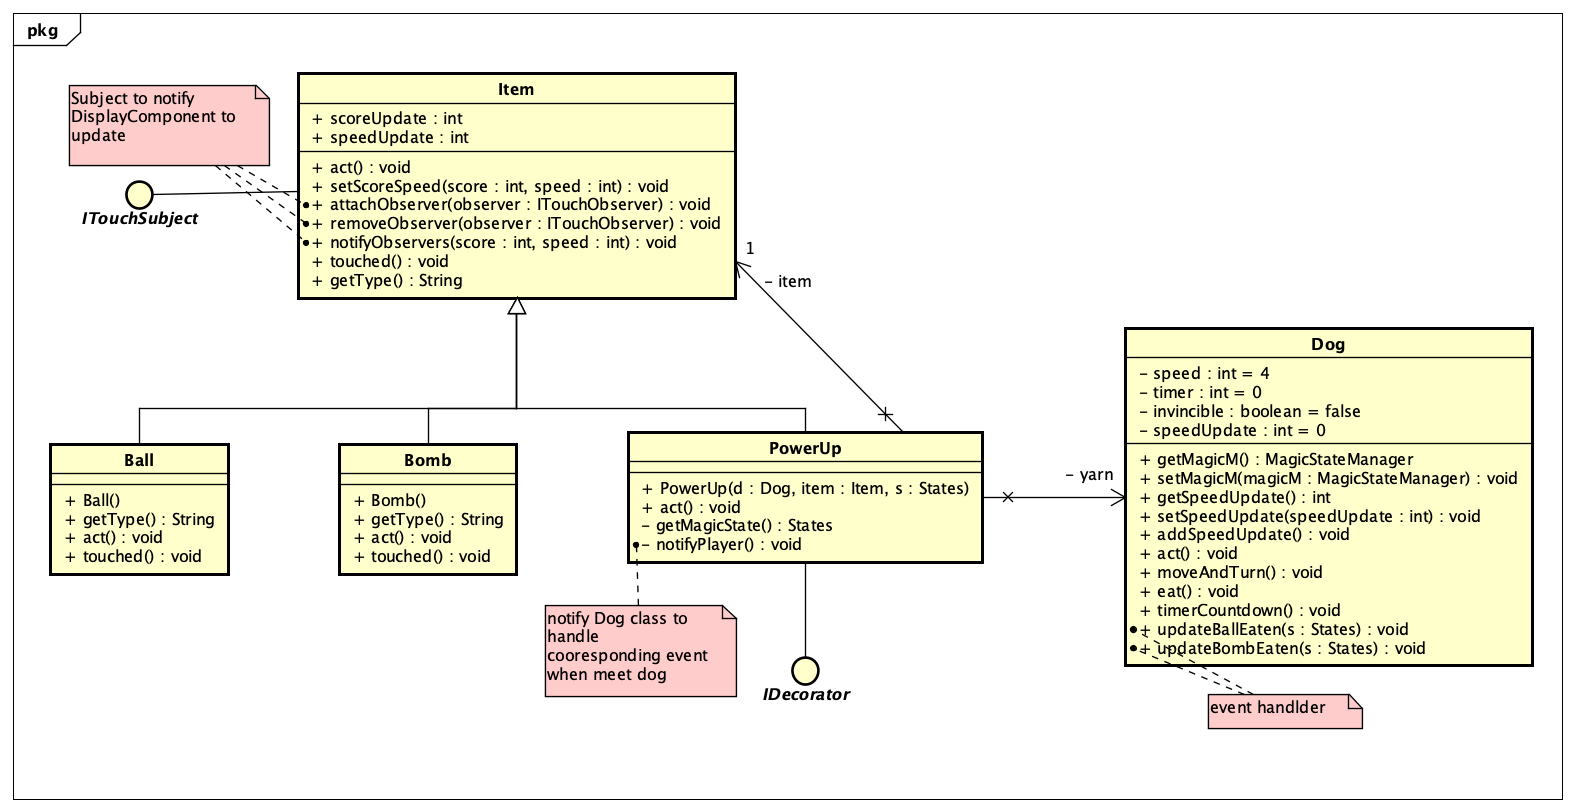 pkg
Subject to notify
DisplayComponent to
update
ITouchSubject
Item
+ scoreUpdate : int
+ speedUpdate : int
+ act() : void
+ setScoreSpeed(score : int, speed : int) : void
+ attachObserver(observer : ITouchObserver) : void
+ removeObserver(observer : ITouchObserver) : void
+ notifyObservers(score : int, speed : int) : void
+ touched() : void
+ getType() : String
1
- item
Ball
+ Ball()
+ getType() : String
+ act() : void
+ touched() : void
Bomb
+ Bomb()
+ getType() : String
+ act() : void
+ touched() : void
PowerUp
+ PowerUp(d : Dog, item : Item, s : States)
+ act() : void
- getMagicState() : States
- notifyPlayer() : void
notify Dog class to
handle
cooresponding event
when meet dog
IDecorator
- yarn
Dog
- speed : int = 4
- timer : int = 0
- invincible : boolean = false
- speedUpdate : int = 0
+ getMagicM() : MagicStateManager
+ setMagicM(magicM : MagicStateManager) : void
+ getSpeedUpdate() : int
+ setSpeedUpdate(speedUpdate : int) : void
+ addSpeedUpdate() : void
+ act() : void
+ moveAndTurn() : void
+ eat() : void
+ timerCountdown() : void
+ updateBallEaten(s : States) : void
+ updateBombEaten(s : States) : void
event handlder